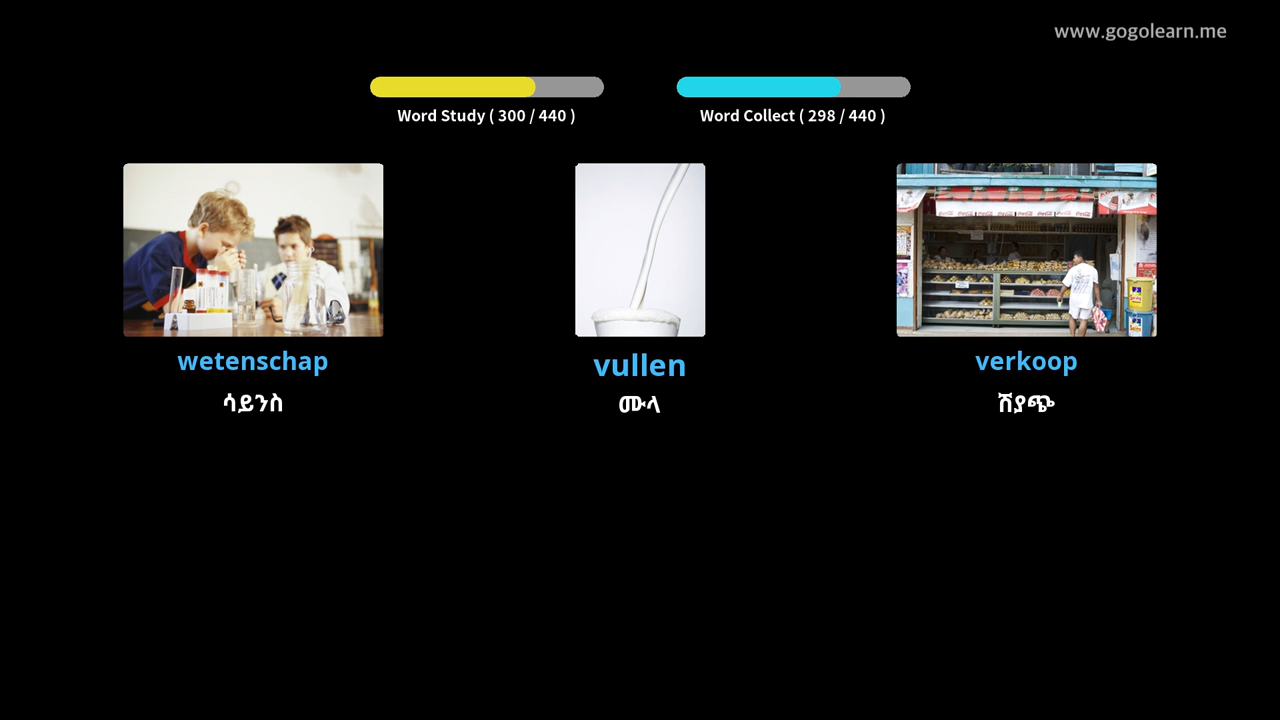 www.gogolearn.me
Word Study ( 300 / 440 )
Word Collect ( 298 / 440 )
wetenschap
vullen
verkoop
ሳይንስ
ሙላ
ሽያጭ